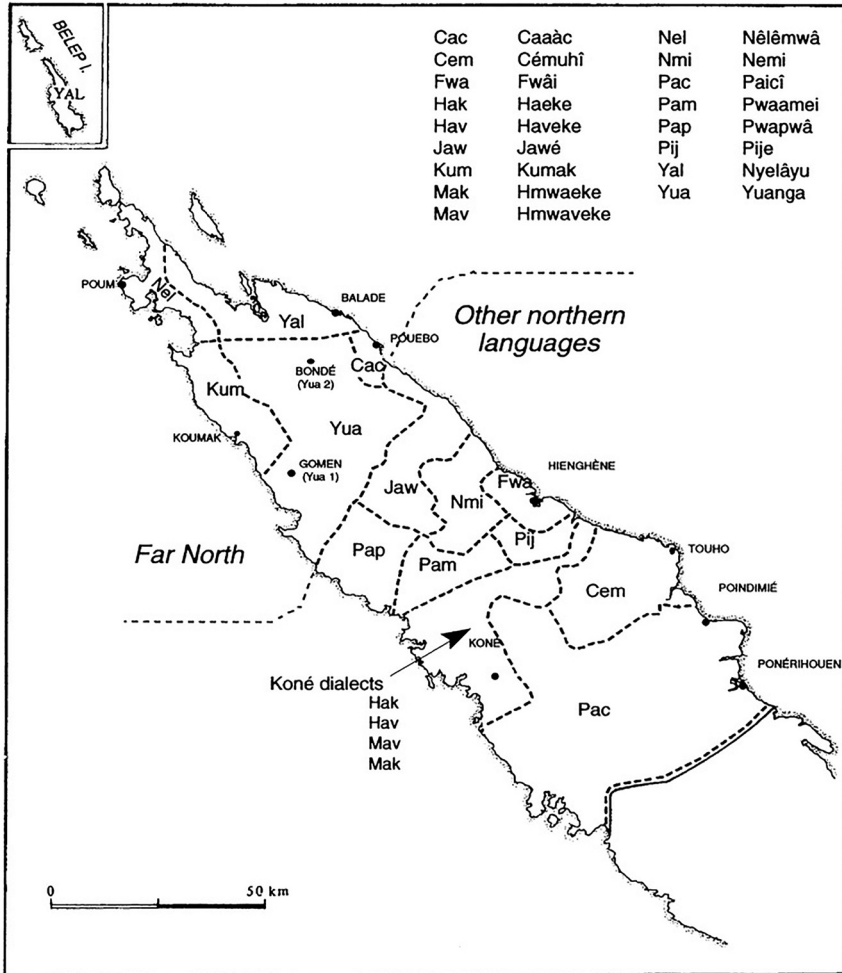 BELEP I.
YAL
Cac Caaàc Nel Nêlêmwâ
Cem Cémuhî Nmi Nemi
Fwa Fwâi Pac Paicî
Hak Haeke Pam Pwaamei
Hav Haveke Pap Pwapwâ
Jaw Jawé Pij Pije
Kum Kumak Yal Nyelâyu
Mak Hmwaeke Yua Yuanga
Mav Hmwaveke
POUM
Nel
Yal
BALADE
Other northern
languages
POUEBO
Cac
BONDÉ
(Yua 2)
Kum
Yua
KOUMAK
GOMEN
(Yua 1)
HIENGHÈNE
Fwa
Jaw
Nmi
Pij
Far North
Pap
Pam
TOUHO
Cem
POINDIMIÉ
KONÉ
PONÉRIHOUEN
Koné dialects
Hak
Hav
Mav
Mak
Pac
0 50 km